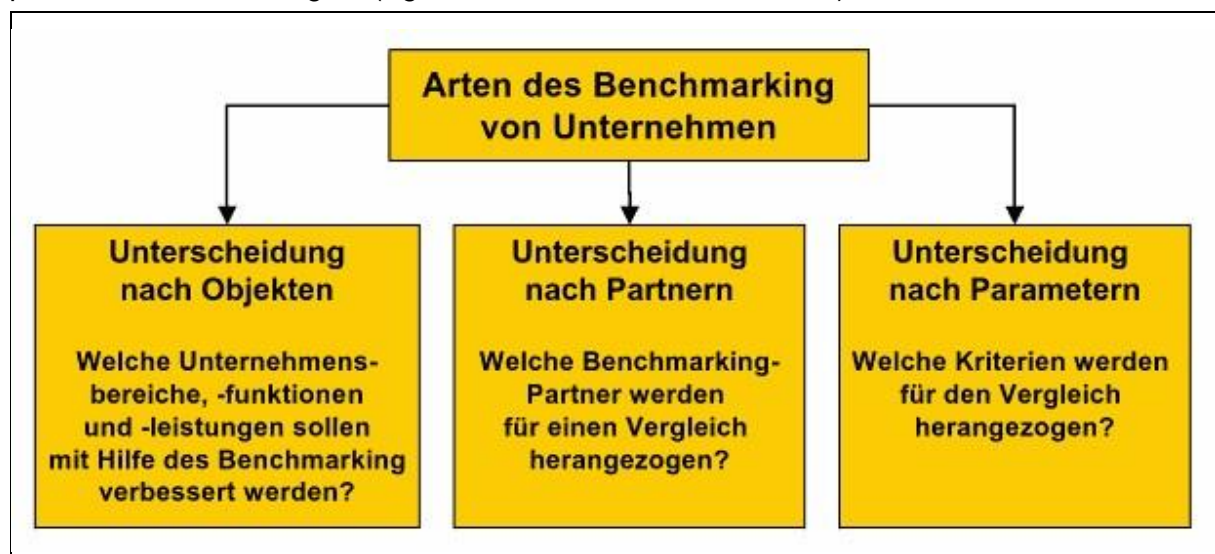 Arten des Benchmarking
von Unternehmen
Unterscheidung
nach Objekten
Welche Unternehmens-
bereiche, -funktionen
und -leistungen sollen
mit Hilfe des Benchmarking
verbessert werden?
Unterscheidung
nach Partnern
Welche Benchmarking-
Partner werden
für einen Vergleich
herangezogen?
Unterscheidung
nach Parametern
Welche Kriterien werden
für den Vergleich
herangezogen?